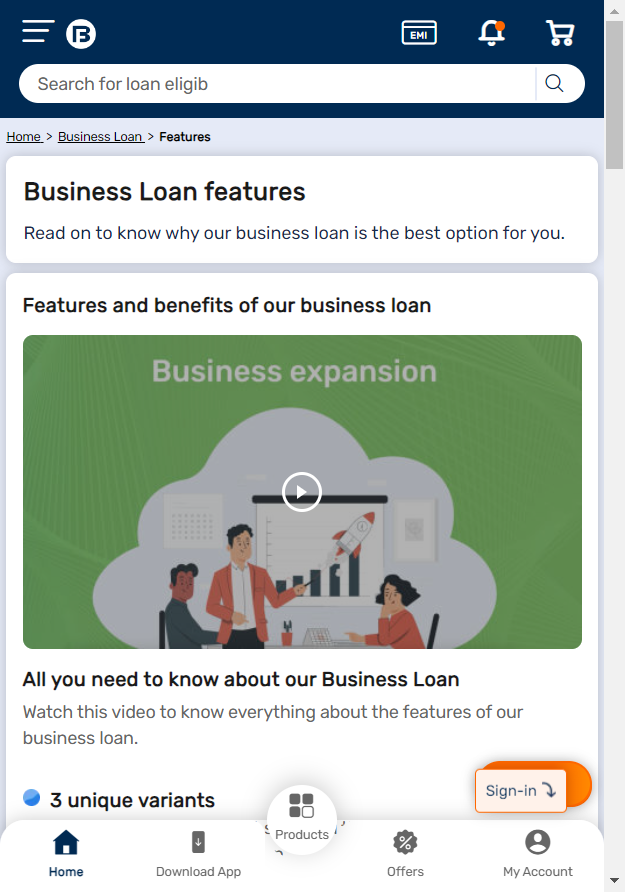 B
EMI
Search for loan eligib
Home > Business Loan > Features
Business Loan features
Read on to know why our business loan is the best option for you.
Features and benefits of our business loan
Business expansion
All you need to know about our Business Loan
Watch this video to know everything about the features of our
business loan.
3 unique variants
Sign-in
Home
Download App
Products
Offers
My Account